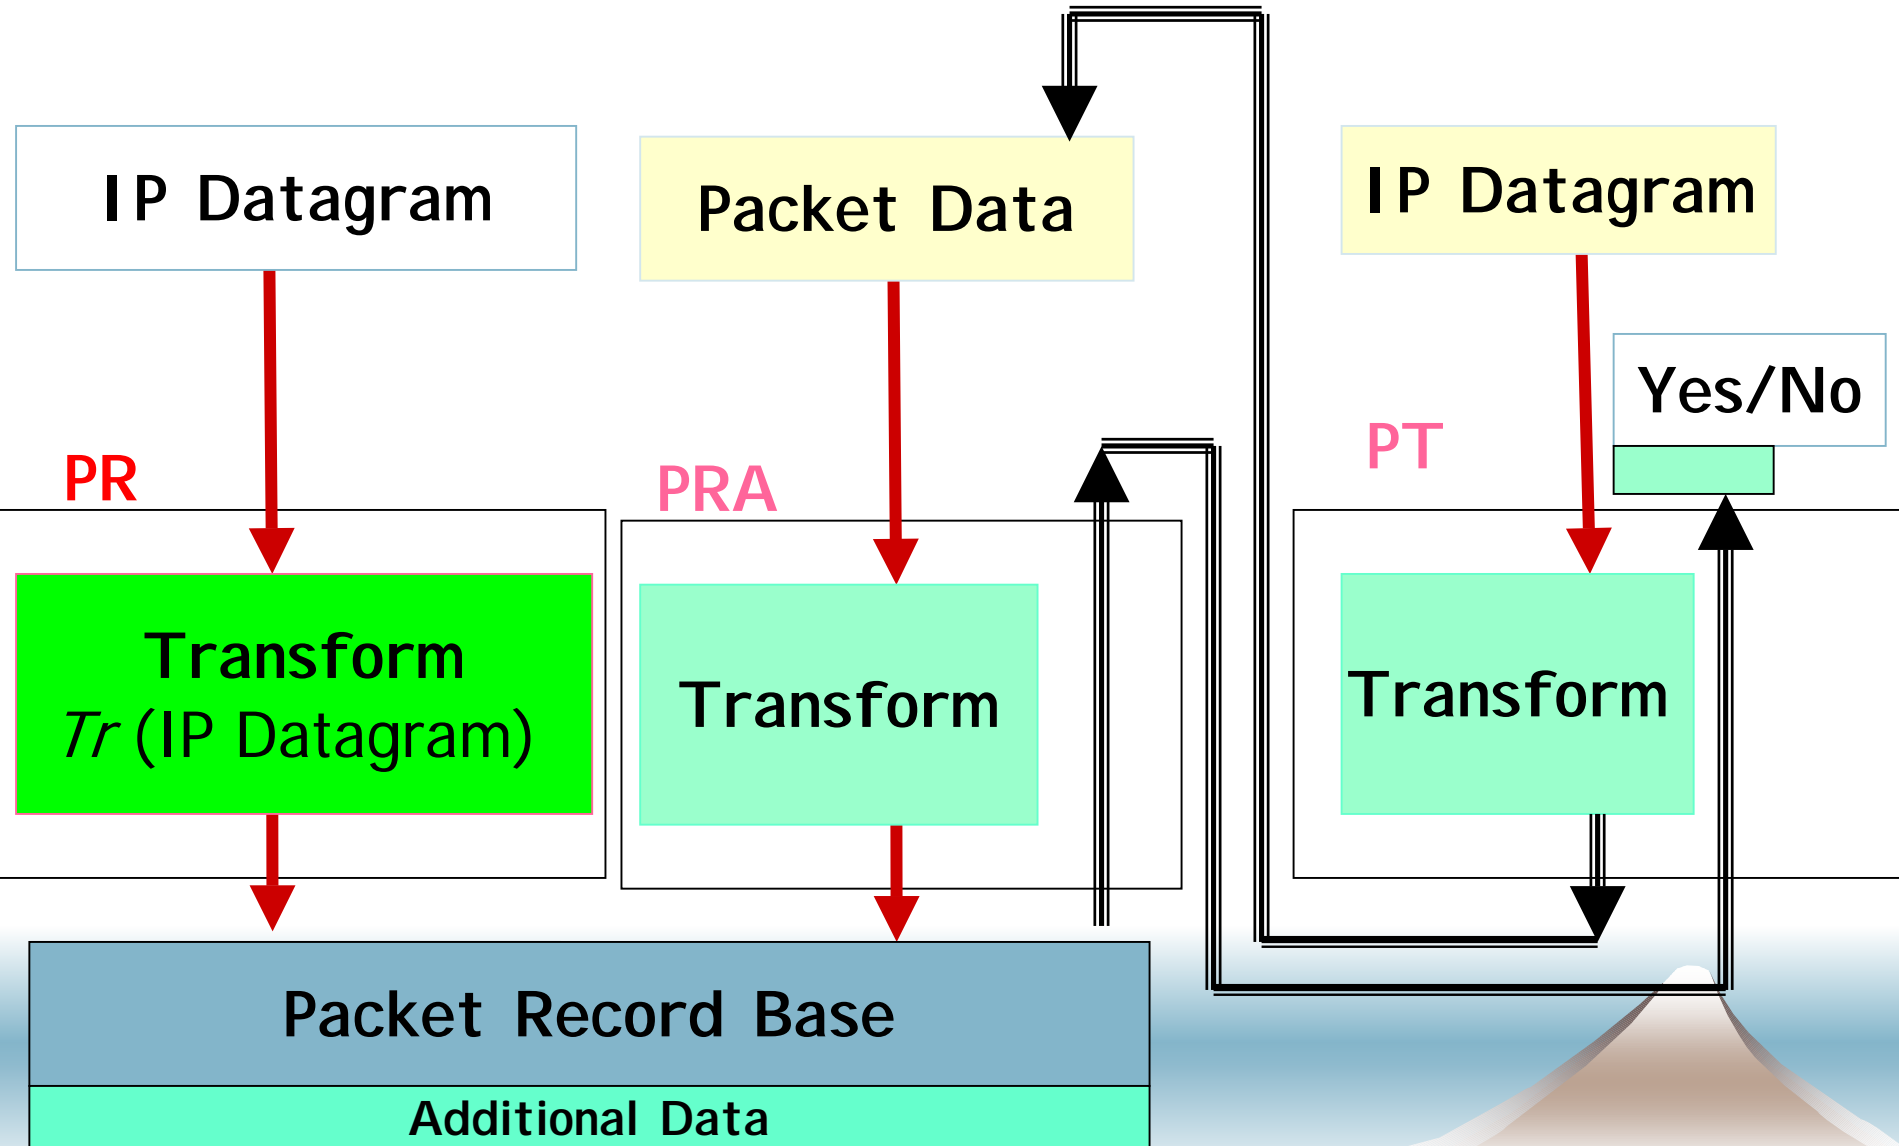 IP Datagram
Packet Data
IP Datagram
Yes/No
PR
PRA
PT
Transform
Tr (IP Datagram)
Transform
Transform
Packet Record Base
Additional Data